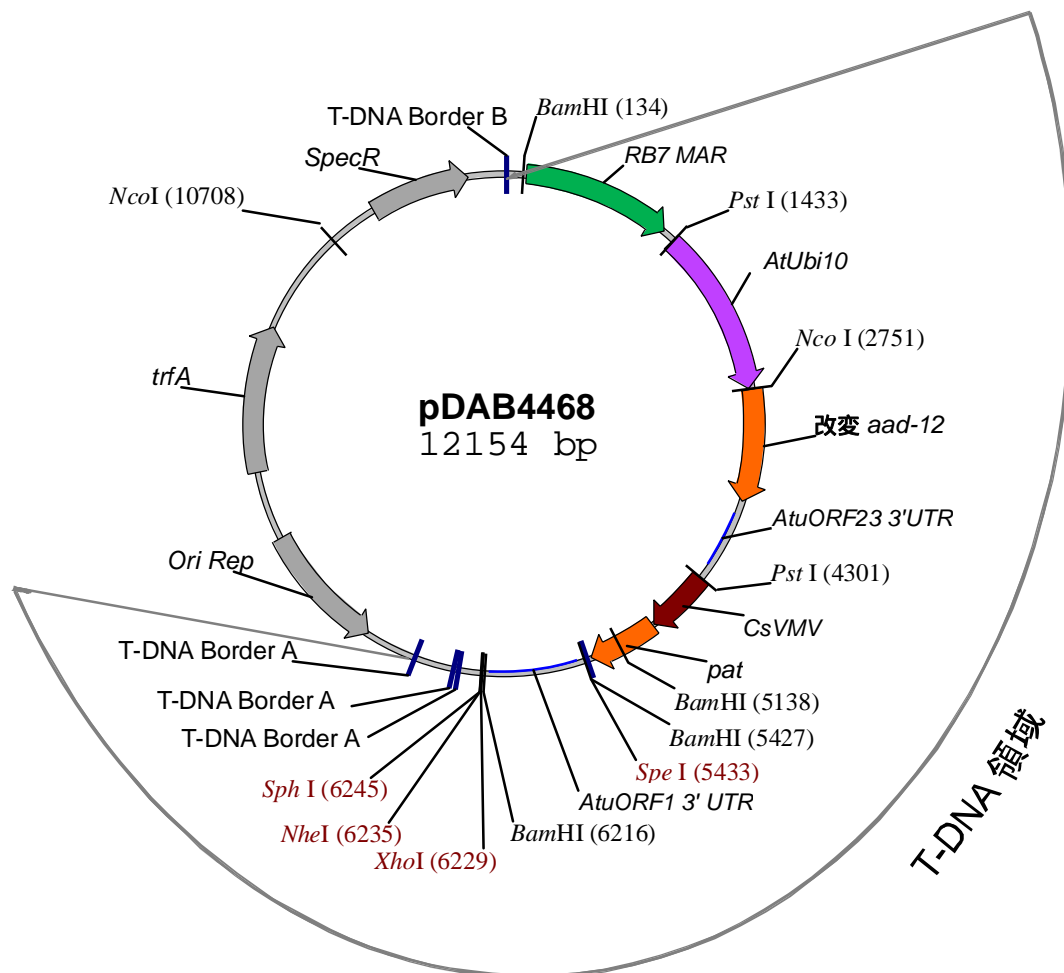 T-DNA Border B
BamHI (134)
SpecR
RB7 MAR
NcoI (10708)
Pst I (1433)
AtUbi10
Nco I (2751)
trfA
pDAB4468
12154 bp
改変 aad-12
AtuORF23 3'UTR
Ori Rep
Pst I (4301)
CsVMV
T-DNA Border A
pat
T-DNA Border A
BamHI (5138)
T-DNA Border A
BamHI (5427)
Sph I (6245)
Spe I (5433)
AtuORF1 3' UTR
NheI (6235)
BamHI (6216)
XhoI (6229)
T-DNA 領域